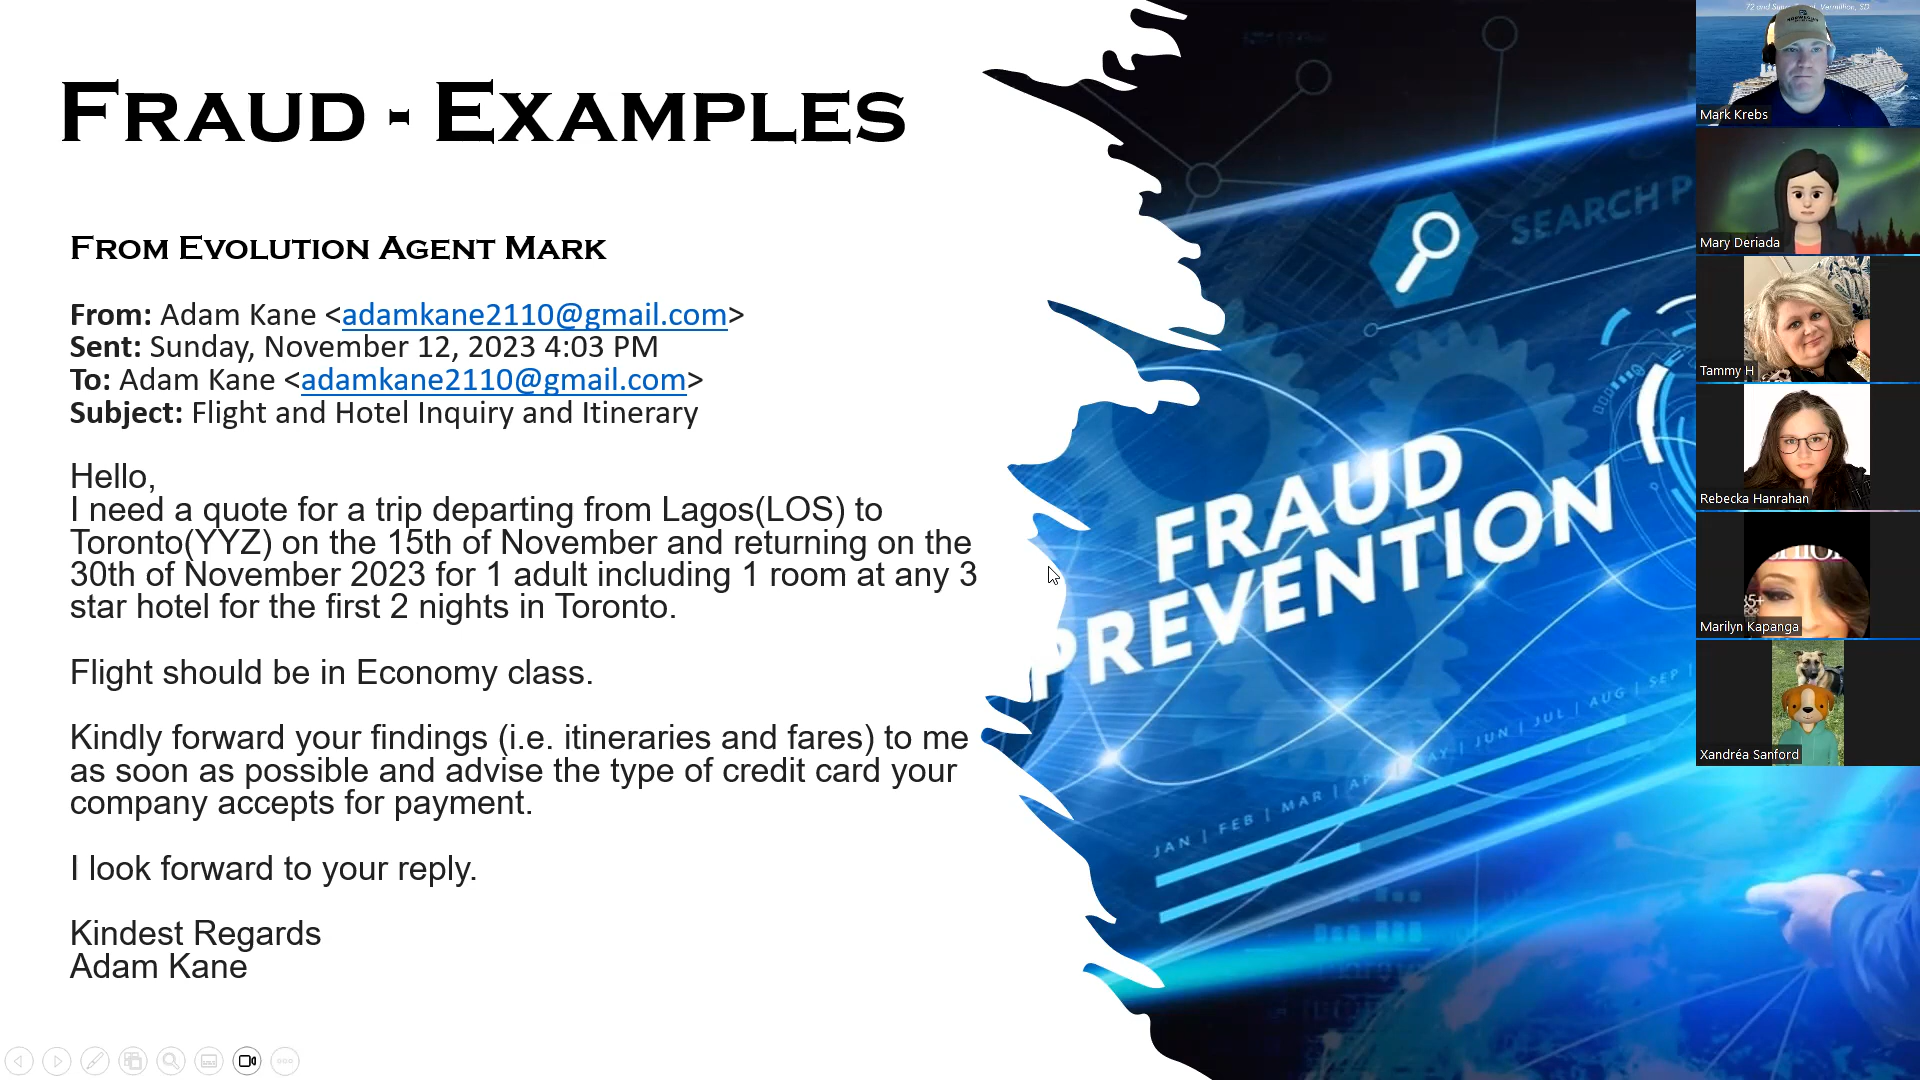 FRAUD - EXAMPLES
FROM EVOLUTION AGENT MARK
From: Adam Kane <adamkane2110@gmail.com>
Sent: Sunday, November 12, 2023 4:03 PM
To: Adam Kane <adamkane2110@gmail.com>
Subject: Flight and Hotel Inquiry and Itinerary
Hello,
I need a quote for a trip departing from Lagos(LOS) to
Toronto(YYZ) on the 15th of November and returning on the
30th of November 2023 for 1 adult including 1 room at any 3
star hotel for the first 2 nights in Toronto.
Flight should be in Economy class.
Kindly forward your findings (i.e. itineraries and fares) to me
as soon as possible and advise the type of credit card your
company accepts for payment.
I look forward to your reply.
Kindest Regards
Adam Kane
SEARCH P
FRAUD
PREVENTION
JAN | FEB | MAR | APR | MAY | JUN | JUL | AUG | SEP |
Vermillion, SD
Mark Krebs
Mary Deriada
Tammy H
Rebecka Hanrahan
35+
Marilyn Kapanga
Xandréa Sanford